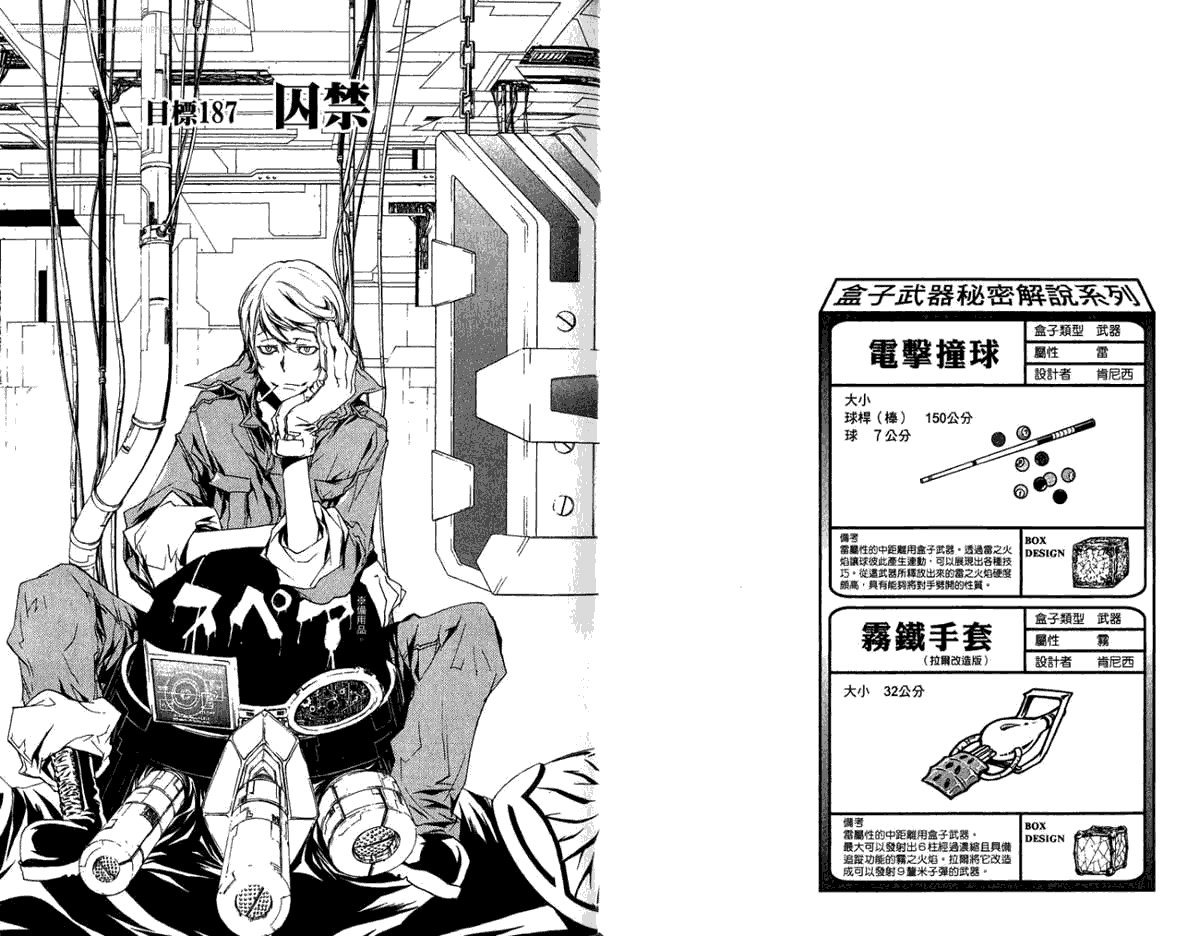 目標187 囚禁
スペア
※備用品。
盒子武器秘密解說系列
電擊撞球
盒子類型 武器
屬性 雷
設計者 肯尼西
大小
球桿（棒） 150公分
球 7公分
備考
雷屬性的中距離用盒子武器。透過雷之火
焰讓球彼此產生連動，可以展現出各種技
巧。從這武器所釋放出來的雷之火焰硬度
頗高，具有能夠將對手劈開的性質。
BOX
DESIGN
霧鐵手套
（拉爾改造版）
盒子類型 武器
屬性 霧
設計者 肯尼西
大小 32公分
備考
霧屬性的中距離用盒子武器。
最大可以發射出6柱經過濃縮且具備
追蹤功能的霧之火焰。拉爾將它改造
成可以發射9釐米子彈的武器。
BOX
DESIGN